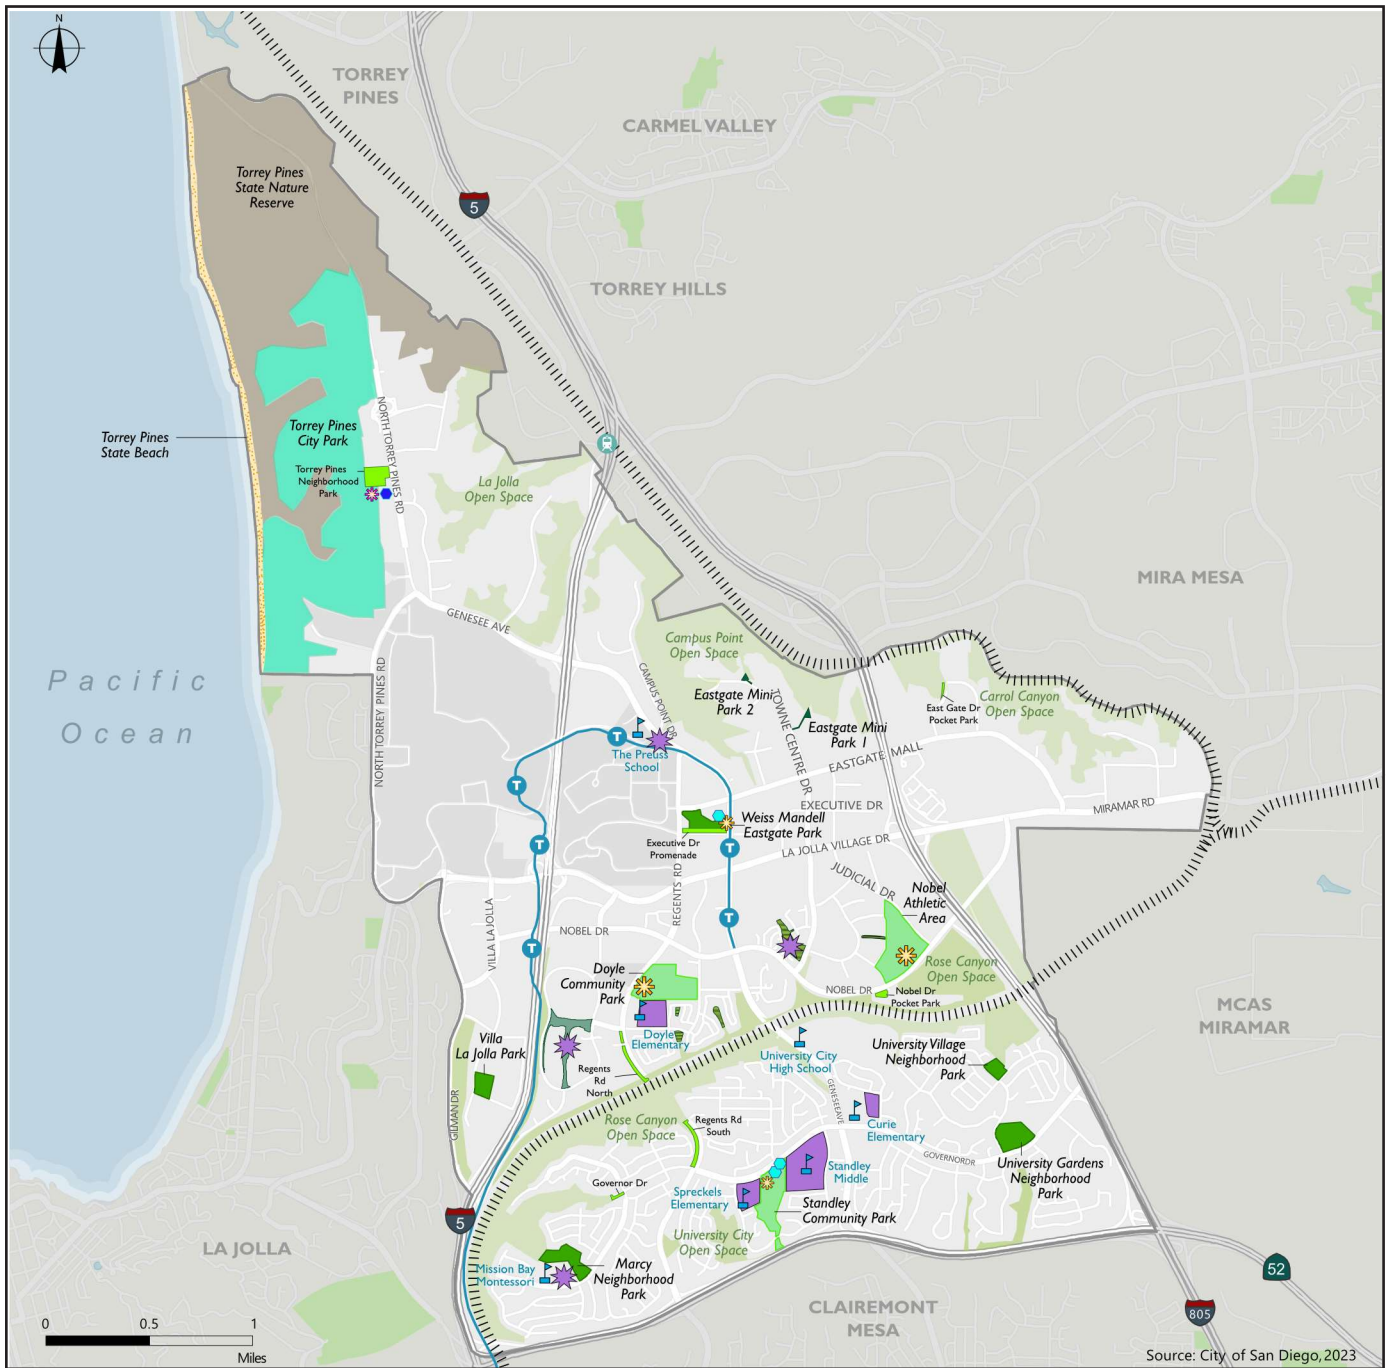 N
TORREY
PINES
CARMEL VALLEY
Torrey Pines
State Nature
Reserve
5
TORREY HILLS
NORTH TORREY PINES RD
Torrey Pines
City Park
Torrey Pines
State Beach
Torrey Pines
Neighborhood
Park
La Jolla
Open Space
MIRA MESA
GENESEE AVE
Campus Point
Open Space
Pacific
Ocean
NORTH TORREY PINES RD
CAMPUS POINT DR
Eastgate Mini
Park 2
TOWNE CENTRE DR
Eastgate Mini
Park 1
East Gate Dr
Pocket Park
Carrol Canyon
Open Space
T
The Preuss
School
EASTGATE MALL
T
EXECUTIVE DR
MIRAMAR RD
Weiss Mandell
Eastgate Park
Executive Dr
Promenade
T
T
LA JOLLA VILLAGE DR
JUDICIAL DR
REGENTS RD
Nobel
Athletic
Area
T
VILLA LA JOLLA
NOBEL DR
T
Rose Canyon
Open Space
Doyle
Community
Park
NOBEL DR
Nobel Dr
Pocket Park
MCAS
MIRAMAR
Doyle
Elementary
University City
High School
University Village
Neighborhood
Park
Villa
La Jolla Park
Regents
Rd
North
GILMAN DR
GENESEEAVE
Rose Canyon
Open Space
Regents Rd
South
Curie
Elementary
GOVERNORDR
University Gardens
Neighborhood
Park
Standley
Middle
Governor Dr
Spreckels
Elementary
Standley
Community Park
5
University City
Open Space
LA JOLLA
Mission Bay
Montessori
Marcy
Neighborhood
Park
52
CLAIREMONT
MESA
805
0 0.5 1
Miles
Source: City of San Diego, 2023